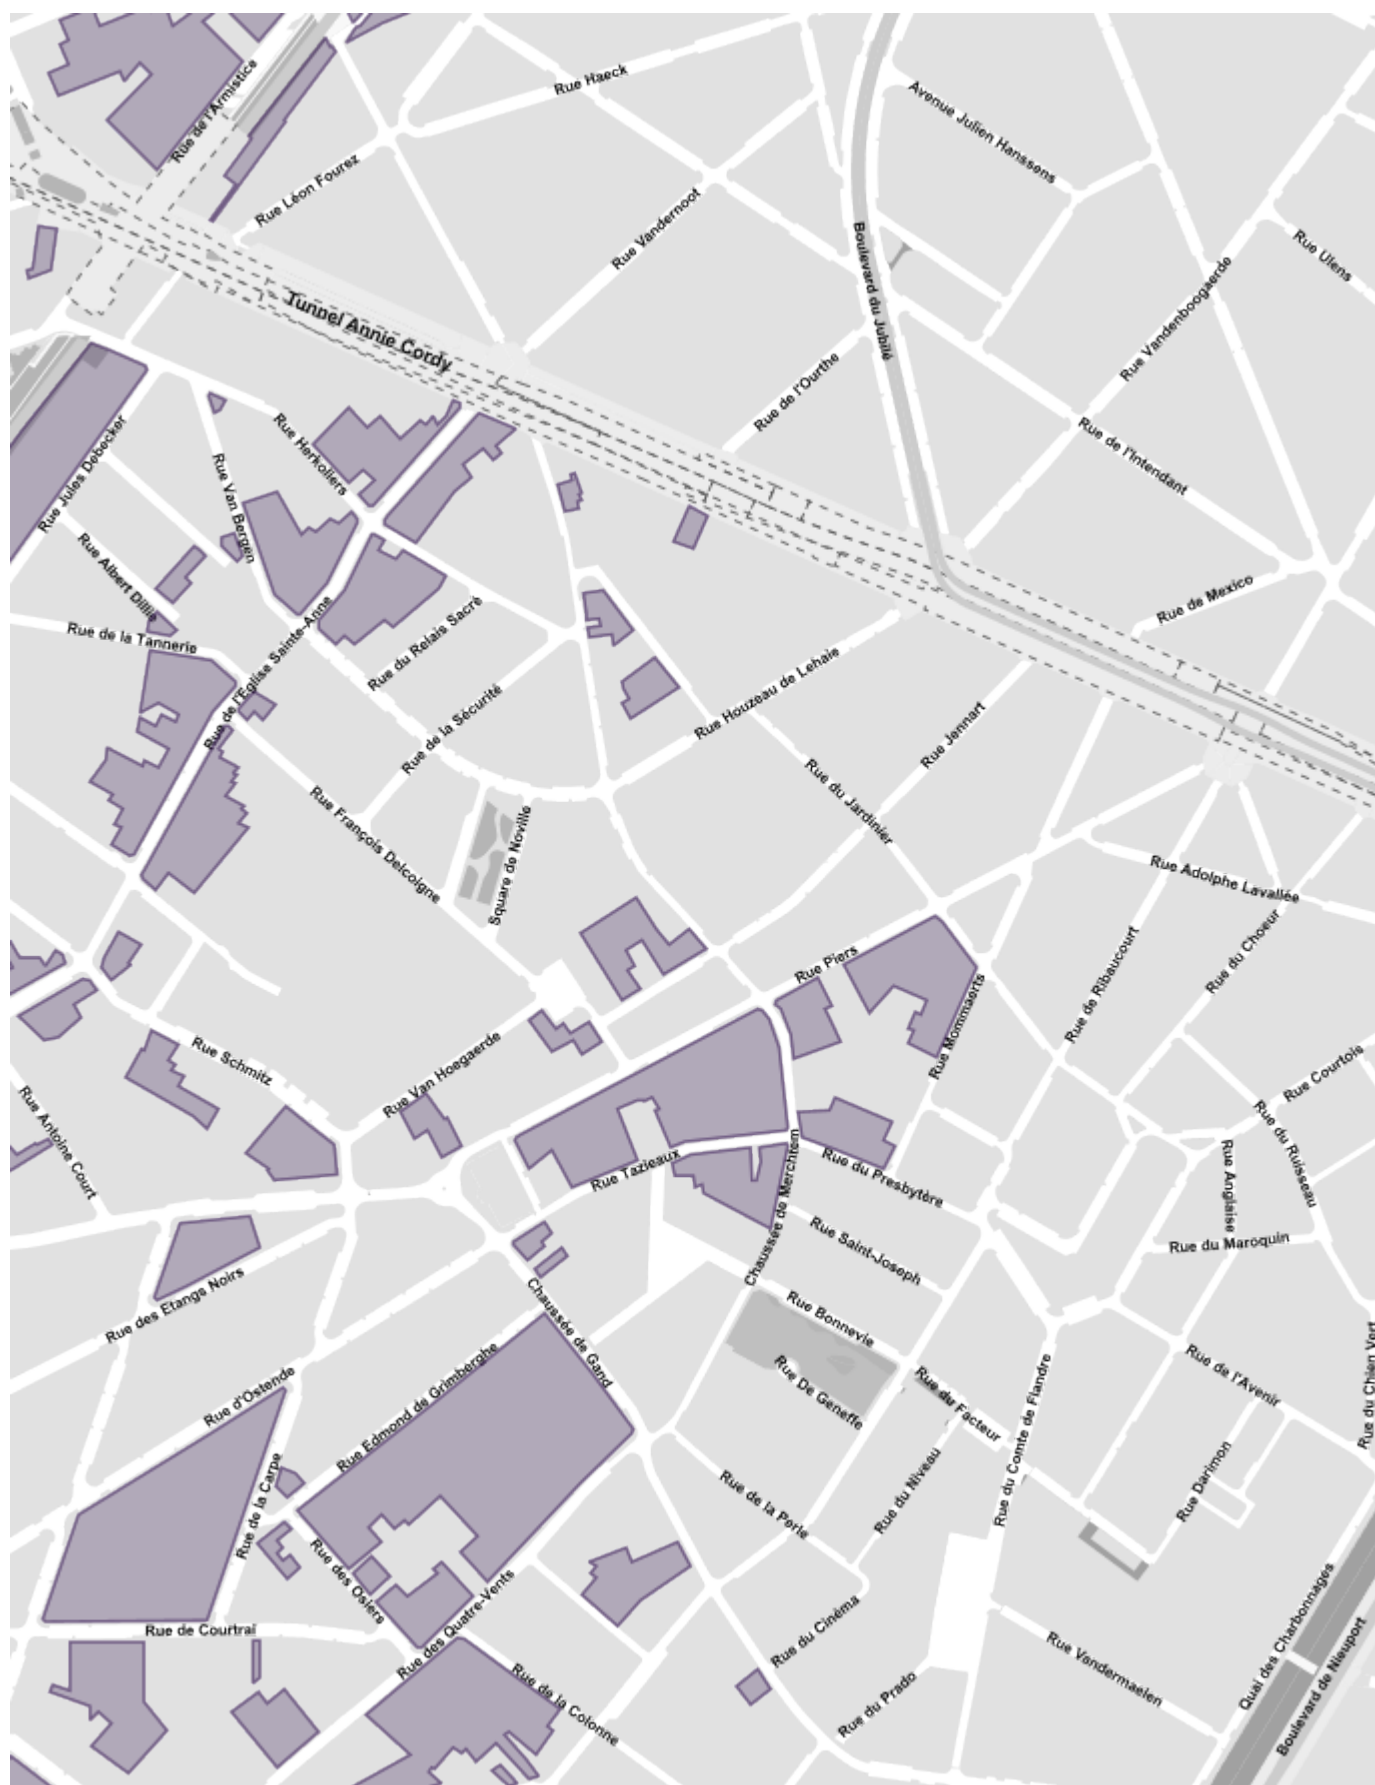 Rue Haeck
Rue de l'Armistice
Avenue Julien Hanssens
Rue Léon Fourez
Rue Vandernoot
Boulevard du Jubilé
Rue Ulens
Rue Vandenboogaerde
Tunnel Annie Cordy
Rue de l'Ourthe
Rue Jules Debecker
Rue Herkoliers
Rue Van Bergen
Rue de l'Intendant
Rue Albert Dillie
Rue de Mexico
Rue de la Tannerie
Rue du Relais Sacré
Rue de l'Eglise Sainte-Anne
Rue de la Sécurité
Rue Houzeau de Lehaie
Rue Jennart
Rue François Delcoigne
Square de Noville
Rue du Jardinier
Rue Adolphe Lavallée
Rue Piers
Rue de Ribaucourt
Rue du Choeur
Rue Schmitz
Rue Van Hoegaerde
Rue Mommaerts
Rue Courtois
Rue Antoine Court
Rue Tazieaux
Chaussée de Merchtem
Rue du Presbytère
Rue du Ruisseau
Rue Anglaise
Rue Saint-Joseph
Rue du Maroquin
Rue des Etangs Noirs
Chaussée de Gand
Rue Bonnevie
Rue De Geneffe
Rue du Facteur
Rue du Comte de Flandre
Rue de l'Avenir
Rue du Chien Vert
Rue d'Ostende
Rue Edmond de Grimberghe
Rue de la Carpe
Rue de la Perle
Rue du Niveau
Rue Darimon
Rue des Osiers
Rue des Quatre-Vents
Rue de Courtrai
Rue du Cinéma
Quai des Charbonnages
Rue de la Colonne
Rue du Prado
Rue Vandermaelen
Boulevard de Nieuport